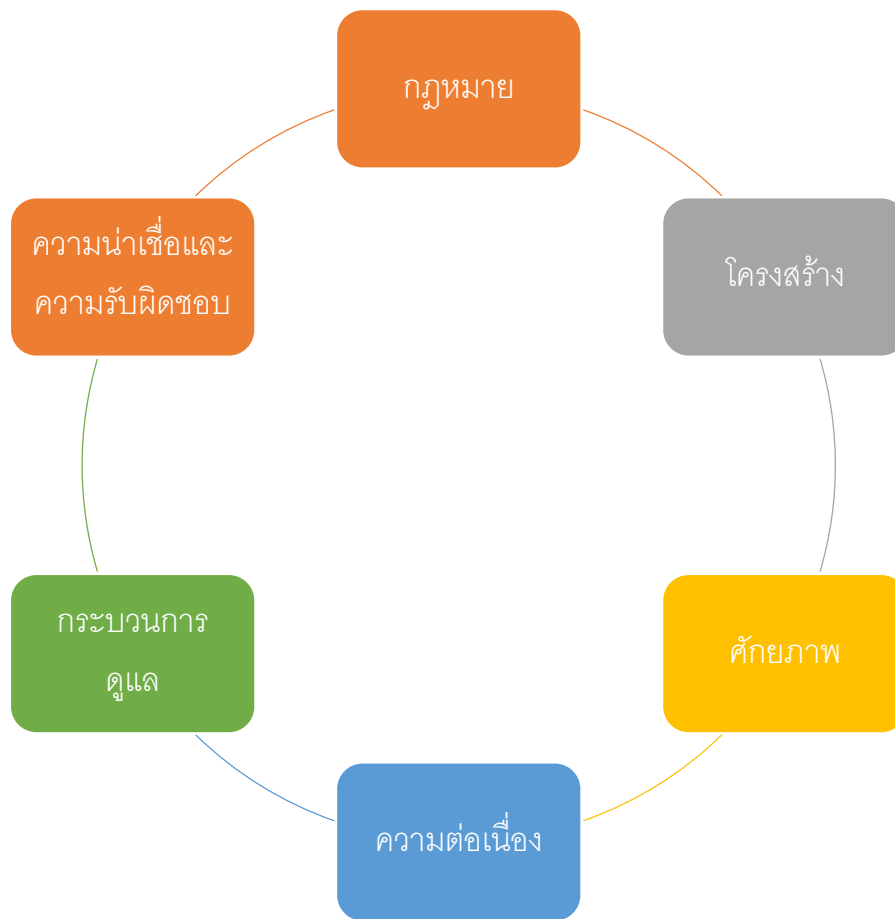 กฎหมาย
โครงสร้าง
ศักยภาพ
ความต่อเนื่อง
กระบวนการ
ดูแล
ความน่าเชื่อและ
ความรับผิดชอบ